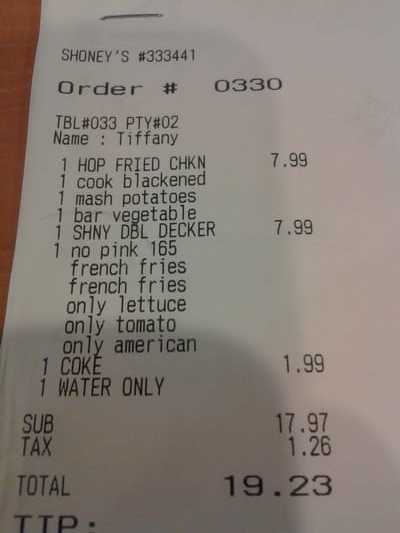 SHONEY'S #333441
Order # 0330
TBL#033 PTY#02
Name : Tiffany
1 HOP FRIED CHKN 7.99
1 cook blackened
1 mash potatoes
1 bar vegetable
1 SHNY DBL DECKER 7.99
1 no pink 165
french fries
french fries
only lettuce
only tomato
only american
1 COKE 1.99
1 WATER ONLY
SUB 17.97
TAX 1.26
TOTAL 19.23
TIP: